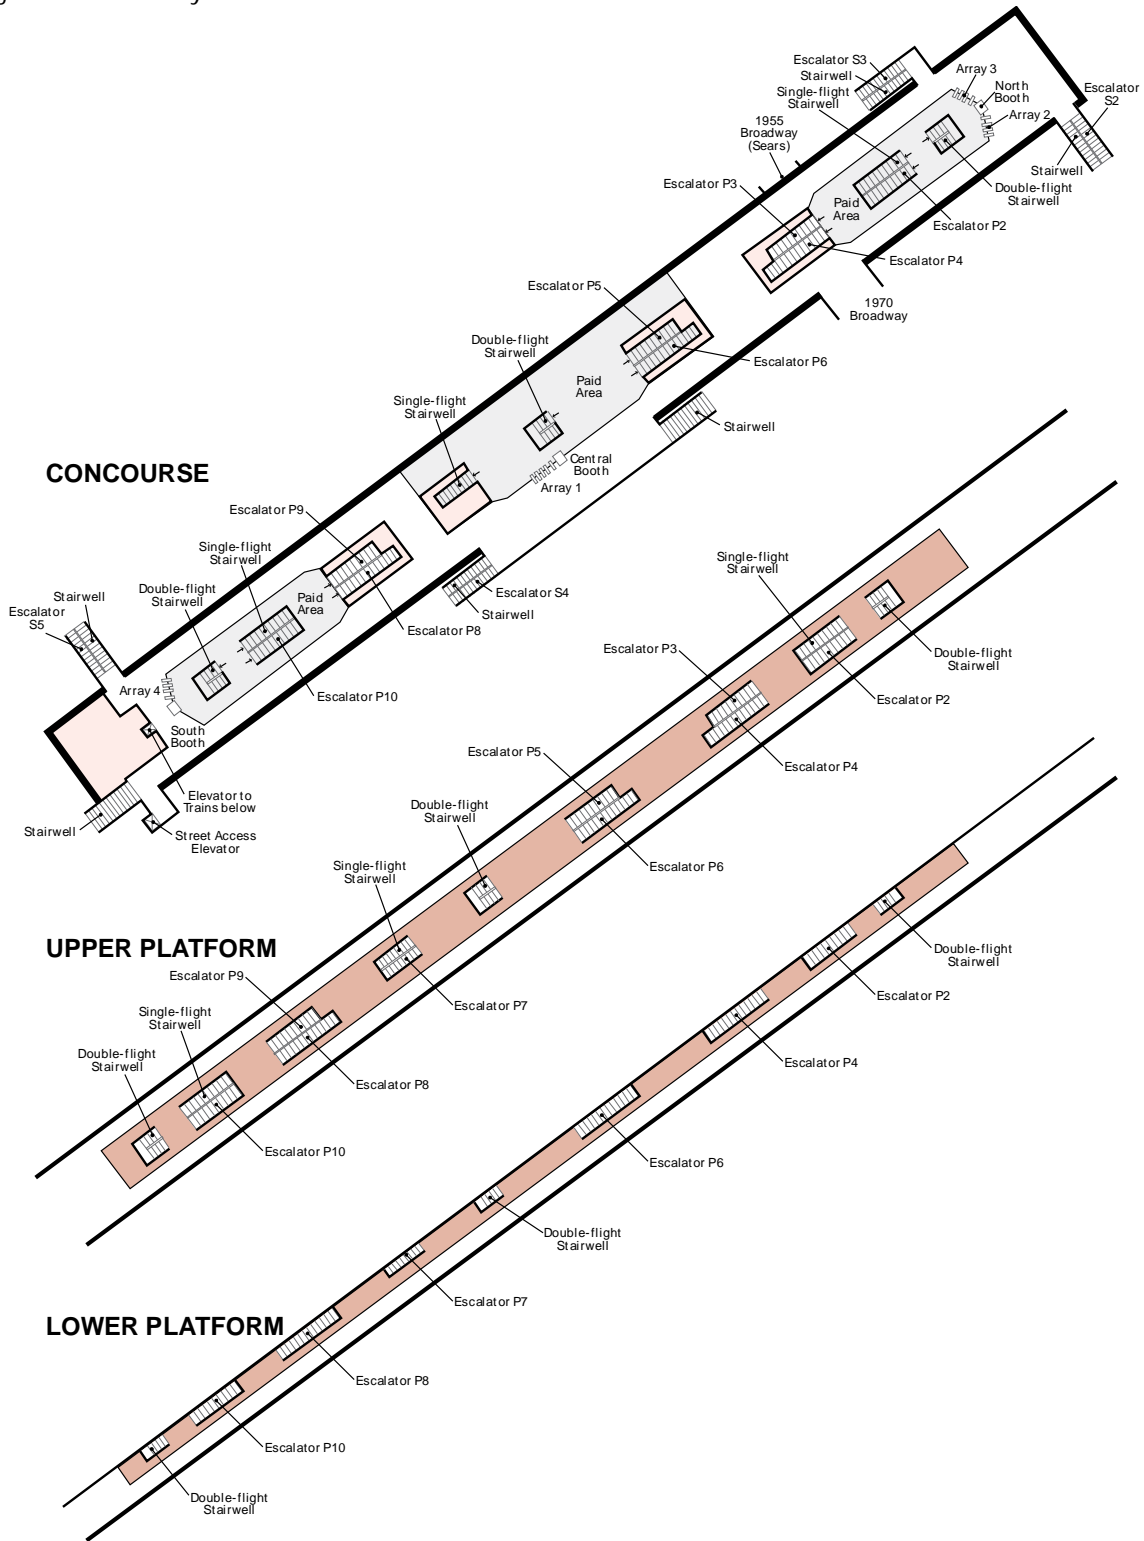 Escalator S3
Stairwell
Single-flight
Stairwell
Array 3
North
Booth
Array 2
Escalator
S2
Stairwell
1955
Broadway
(Sears)
Double-flight
Stairwell
Escalator P3
Paid
Area
Escalator P2
Escalator P4
1970
Broadway
Escalator P5
Double-flight
Stairwell
Escalator P6
Paid
Area
Single-flight
Stairwell
Stairwell
CONCOURSE
Central
Booth
Array 1
Escalator P9
Single-flight
Stairwell
Double-flight
Stairwell
Paid
Area
Escalator S4
Stairwell
Stairwell
Escalator
S5
Escalator P8
Array 4
Escalator P10
South
Booth
Elevator to
Trains below
Stairwell
Street Access
Elevator
Single-flight
Stairwell
Double-flight
Stairwell
Escalator P3
Escalator P2
Escalator P5
Escalator P4
Double-flight
Stairwell
Single-flight
Stairwell
Escalator P6
UPPER PLATFORM
Escalator P9
Single-flight
Stairwell
Escalator P7
Double-flight
Stairwell
Escalator P8
Escalator P10
Double-flight
Stairwell
Escalator P2
Escalator P4
Escalator P6
Double-flight
Stairwell
Escalator P7
LOWER PLATFORM
Escalator P8
Escalator P10
Double-flight
Stairwell